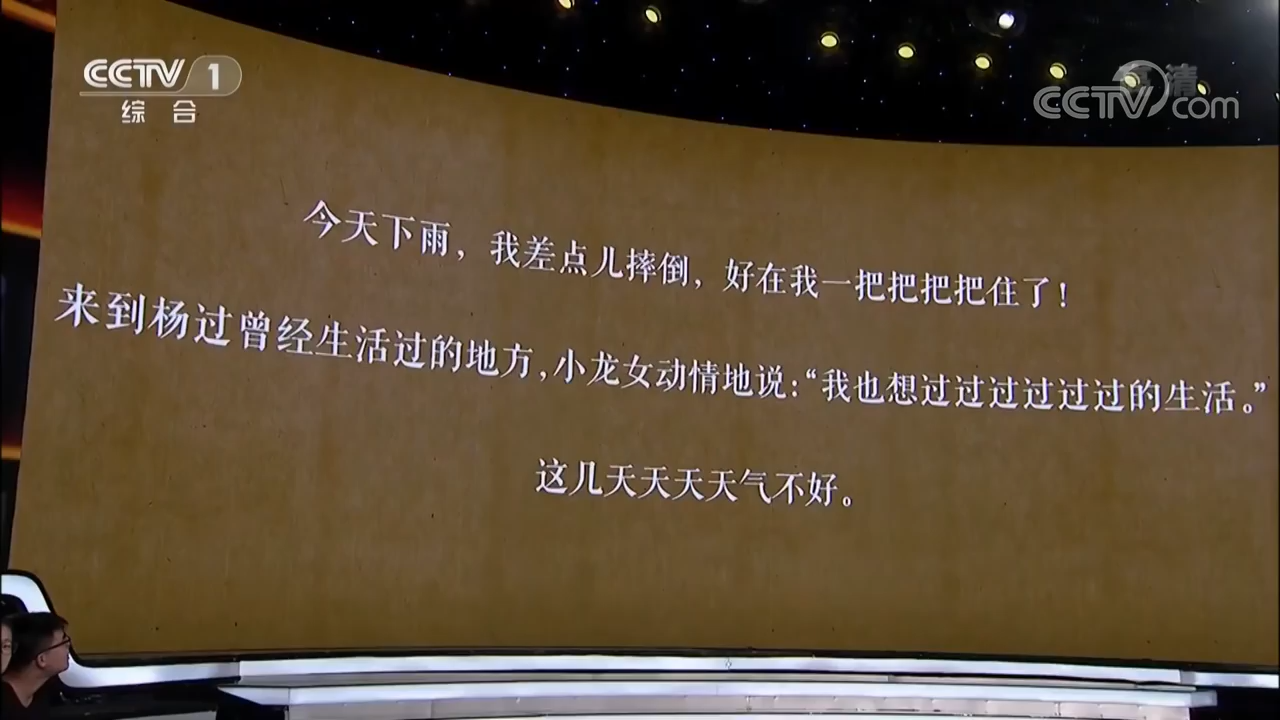 CCTV 1
综合
高清
CCTV.com
今天下雨，我差点儿摔倒，好在我一把把把把住了！
来到杨过曾经生活过的地方，小龙女动情地说：“我也想过过过过过过过的生活。”
这几天天天天气不好。